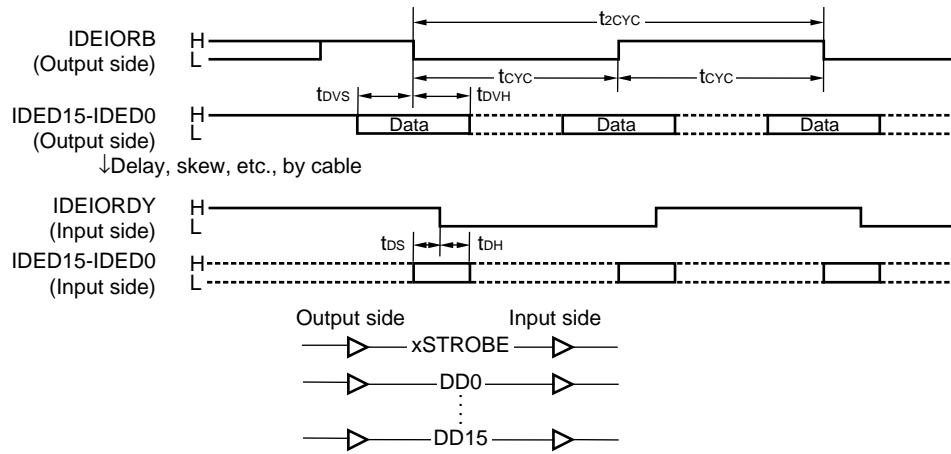 t2CYC
IDEIORB
(Output side)
H
L
tCYC
tCYC
tDVS
tDVH
IDED15-IDED0
(Output side)
H
L
Data
Data
Data
↓Delay, skew, etc., by cable
IDEIORDY
(Input side)
H
L
tDS
tDH
IDED15-IDED0
(Input side)
H
L
Output side
Input side
xSTROBE
DD0
DD15